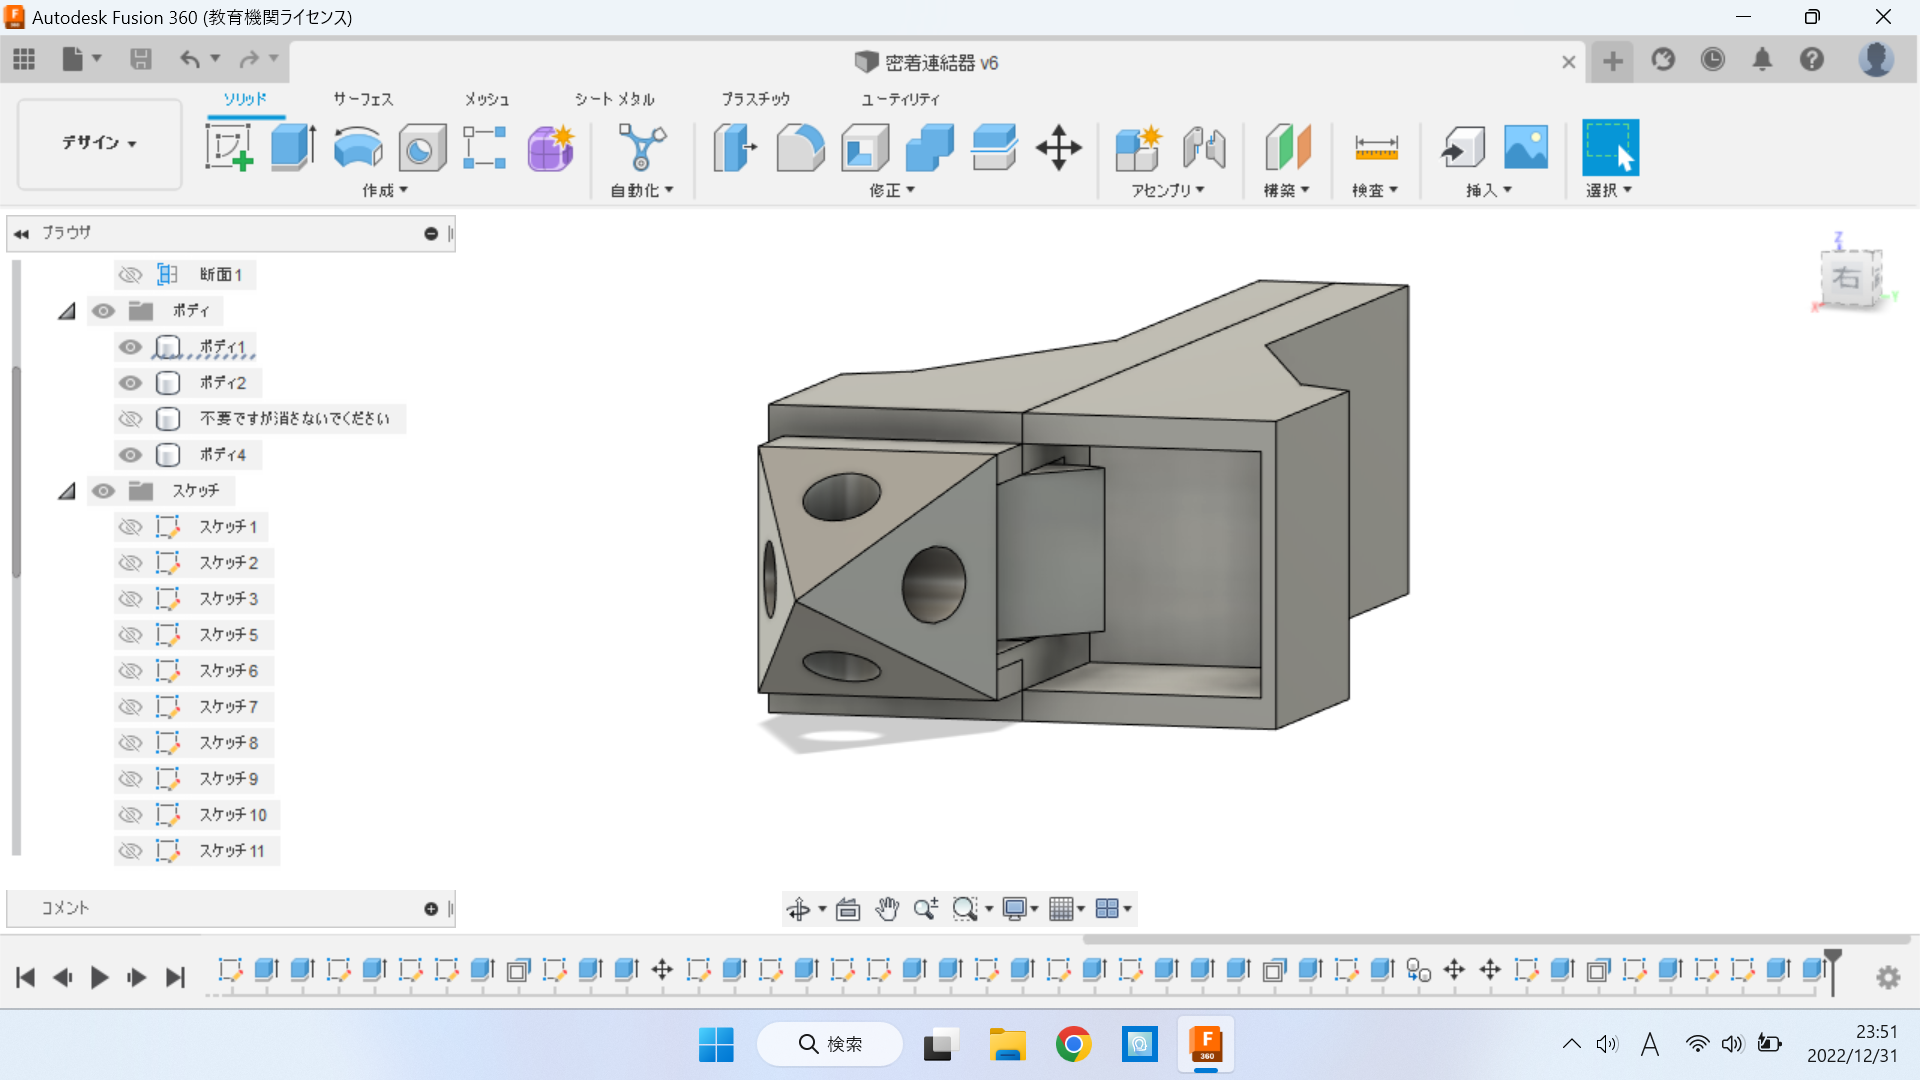 Autodesk Fusion 360 (教育機関ライセンス)
密着連結器 v6
デザイン
ソリッド サーフェス メッシュ シート メタル プラスチック ユーティリティ
作成 自動化 修正 アセンブリ 構築 検査 挿入 選択
ブラウザ
断面1
ボディ
ボディ1
ボディ2
不要ですが消さないでください
ボディ4
スケッチ
スケッチ1
スケッチ2
スケッチ3
スケッチ5
スケッチ6
スケッチ7
スケッチ8
スケッチ9
スケッチ10
スケッチ11
Z
右
X
Y
コメント
検索
F
360
A
23:51
2022/12/31